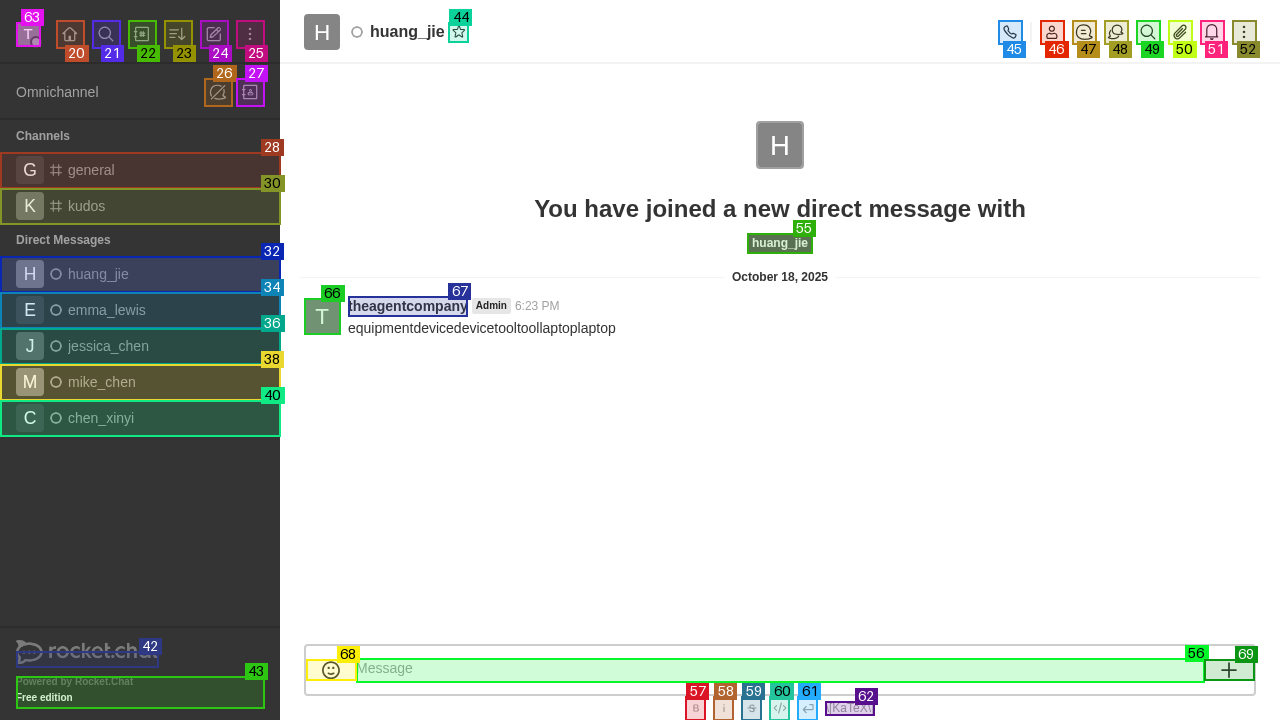 63
T
20
21
22
23
24
25
H
huang_jie
44
45
46
47
48
49
50
51
52
Omnichannel
26
27
Channels
28
G
general
30
K
kudos
Direct Messages
32
H
huang_jie
34
E
emma_lewis
36
J
jessica_chen
38
M
mike_chen
40
C
chen_xinyi
H
You have joined a new direct message with
55
huang_jie
October 18, 2025
66
T
67
theagentcompany
Admin
6:23 PM
equipmentdevicedevicetooltoollaptoplaptop
42
rocket.chat
43
Powered by Rocket.Chat
Free edition
68
Message
56
69
57
58
59
60
61
62
B
i
S
\[KaTeX\]